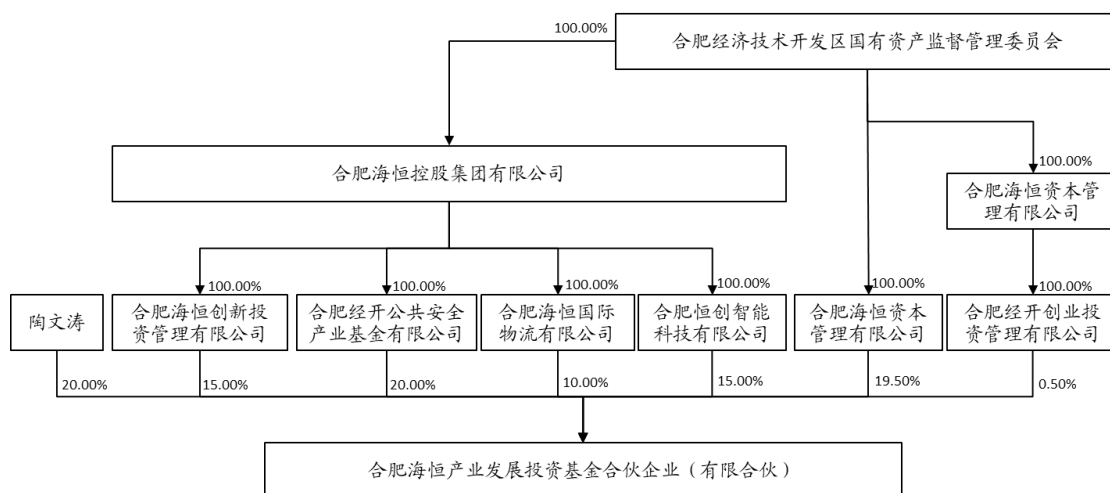 100.00%
合肥经济技术开发区国有资产监督管理委员会
合肥海恒控股集团有限公司
100.00%
合肥海恒资本管
理有限公司
100.00%
100.00%
100.00%
100.00%
100.00%
100.00%
陶文涛
合肥海恒创新投
资管理有限公司
合肥经开公共安全
产业基金有限公司
合肥海恒国际
物流有限公司
合肥恒创智能
科技有限公司
合肥海恒资本
管理有限公司
合肥经开创业投
资管理有限公司
20.00%
15.00%
20.00%
10.00%
15.00%
19.50%
0.50%
合肥海恒产业发展投资基金合伙企业（有限合伙）